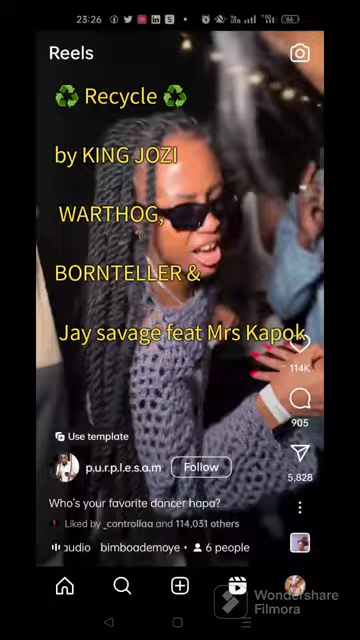 23:26
86
Reels
♻ Recycle ♻
by KING JOZI
WARTHOG,
BORNTELLER &
Jay savage feat Mrs Kapok
114K
905
Use template
p.u.r.p.l.e.s.a.m
Follow
5,828
Who's your favorite dancer hapa?
Liked by _controllaa and 114,031 others
audio bimboademoye • 6 people
Wondershare
Filmora